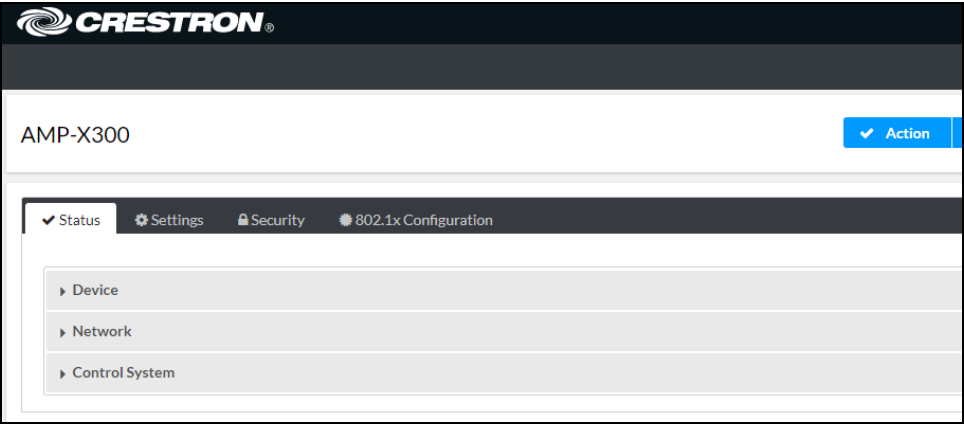 CRESTRON®
AMP-X300
Action
Status Settings Security 802.1x Configuration
Device
Network
Control System